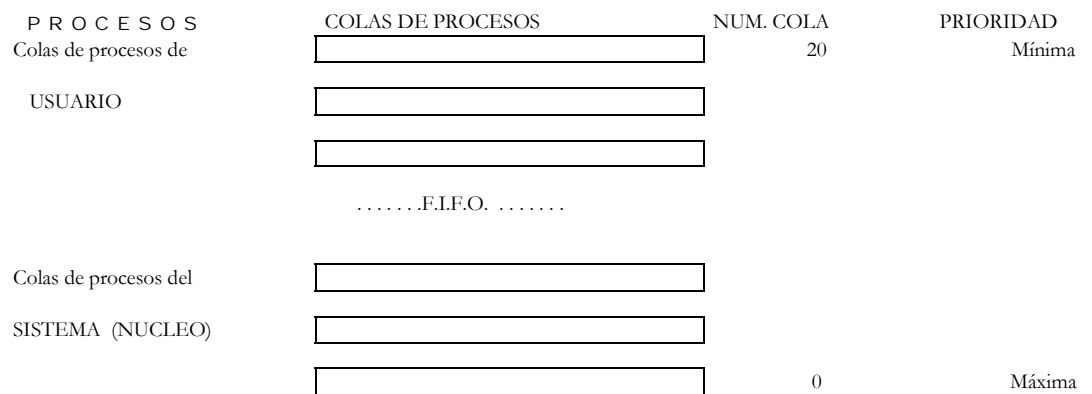 P R O C E S O S COLAS DE PROCESOS NUM. COLA PRIORIDAD
Colas de procesos de 20 Mínima
USUARIO
. . . . . . .F.I.F.O. . . . . . . .
Colas de procesos del
SISTEMA (NUCLEO)
0 Máxima